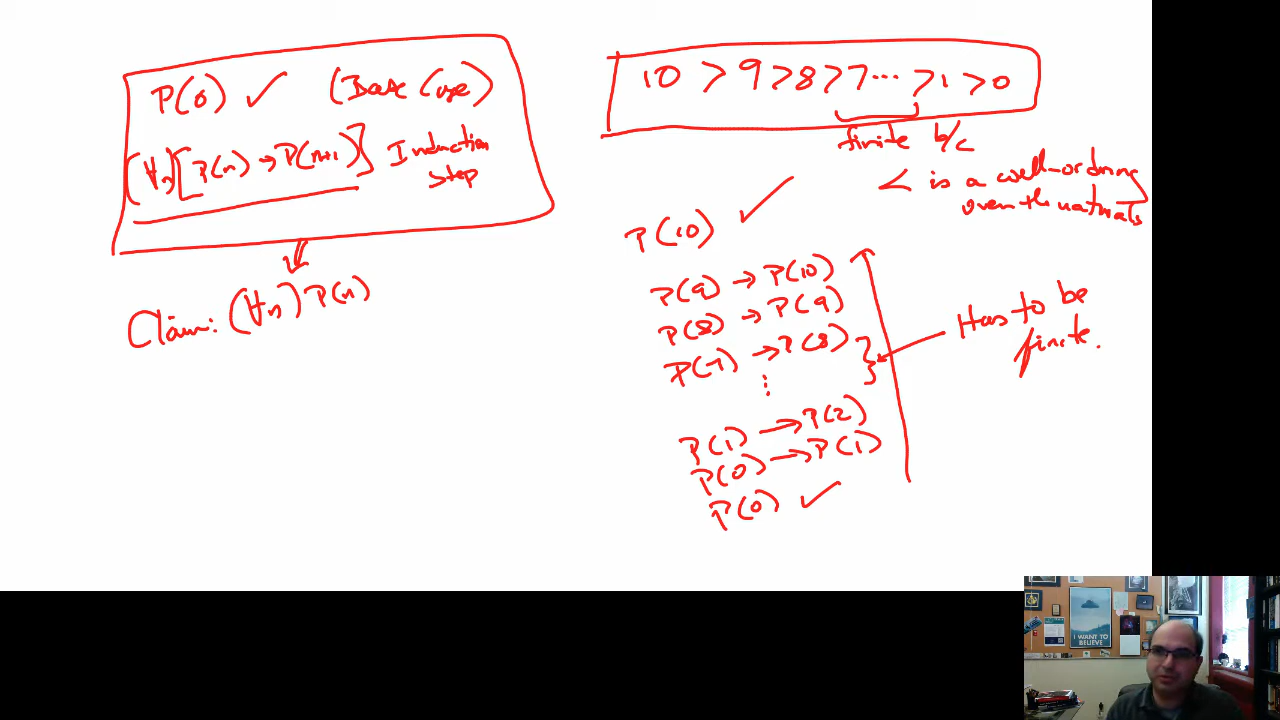 P(0) ✓ (Base Case)
(∀n)[P(n) → P(n+1)] Induction
Step
Claim: (∀n) P(n)
10 > 9 > 8 > 7 ... > 1 > 0
finite b/c
< is a well-ordering
over the naturals
P(10) ✓
P(9) → P(10)
P(8) → P(9)
P(7) → P(8)
⋮
P(1) → P(2)
P(0) → P(1)
P(0) ✓
Has to be
finite.
I WANT TO
BELIEVE